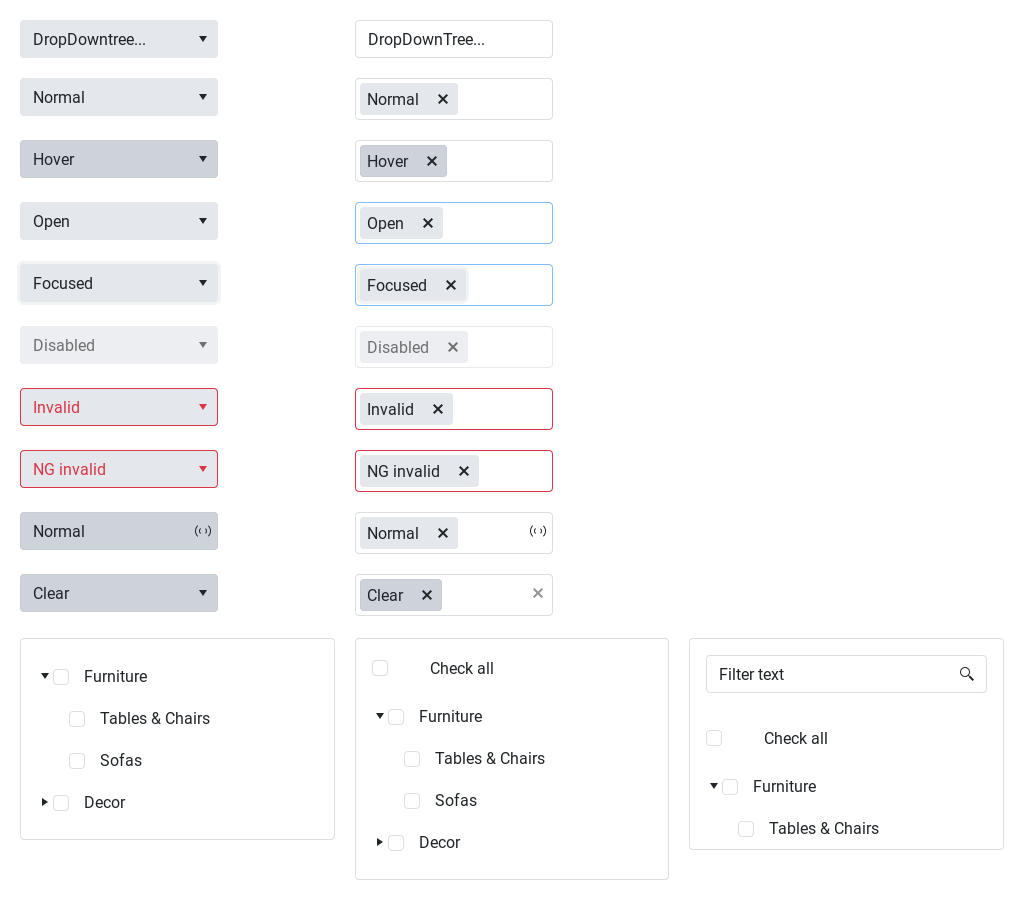 DropDowntree...
DropDownTree...
Normal
Normal
Hover
Hover
Open
Open
Focused
Focused
Disabled
Disabled
Invalid
Invalid
NG invalid
NG invalid
Normal
Normal
Clear
Clear
Furniture
Tables & Chairs
Sofas
Decor
Check all
Furniture
Tables & Chairs
Sofas
Decor
Filter text
Check all
Furniture
Tables & Chairs